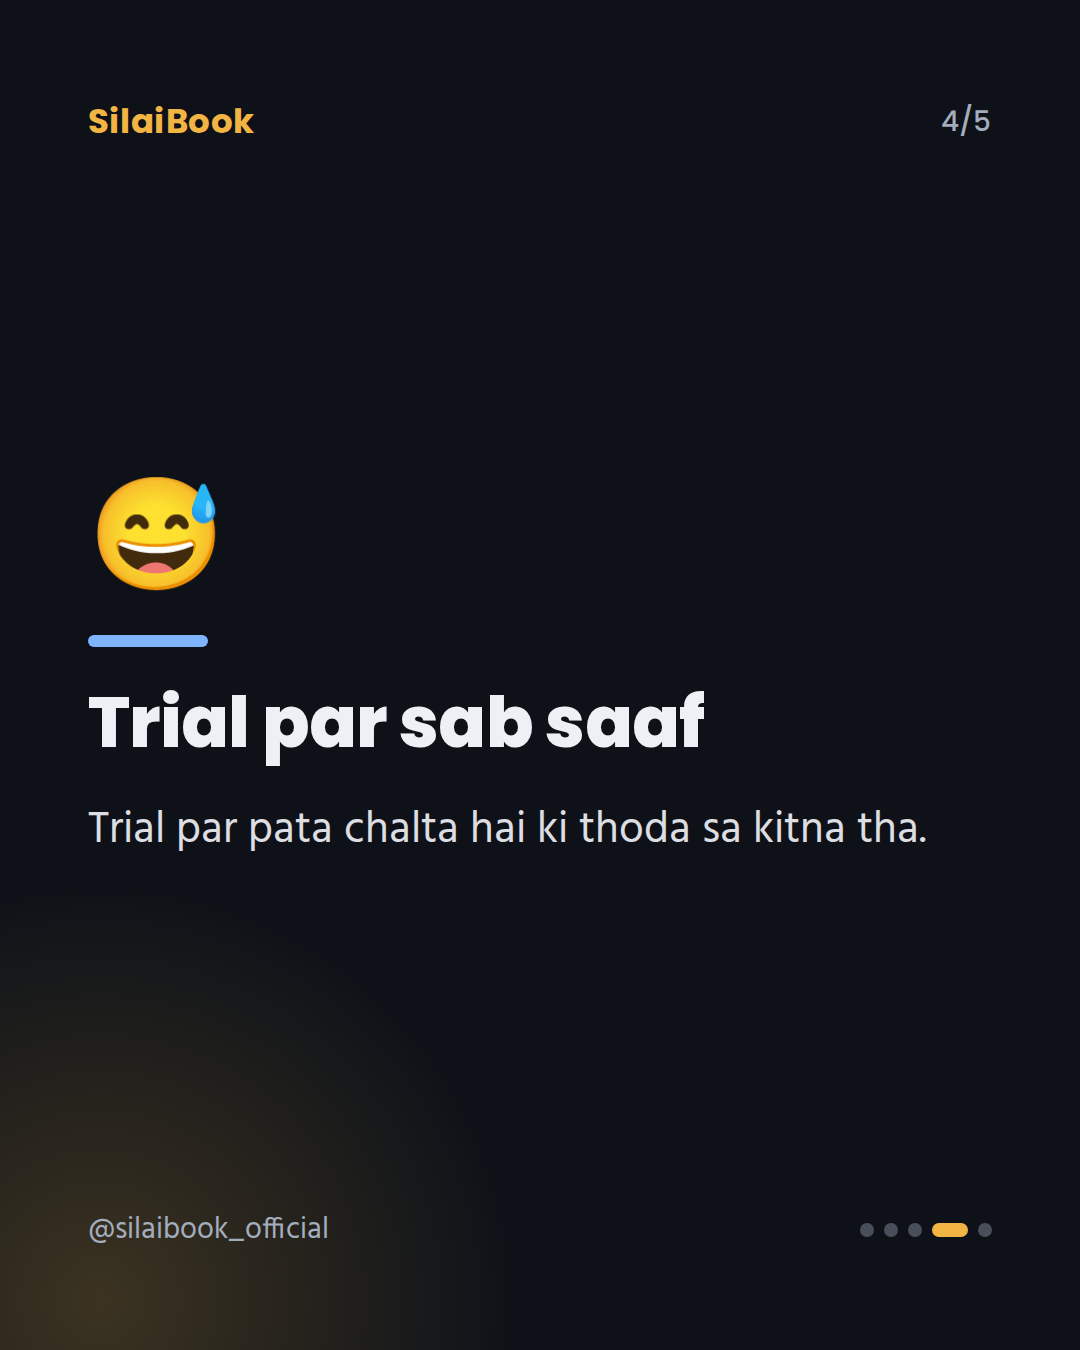 SilaiBook
4/5
Trial par sab saaf
Trial par pata chalta hai ki thoda sa kitna tha.
@silaibook_official